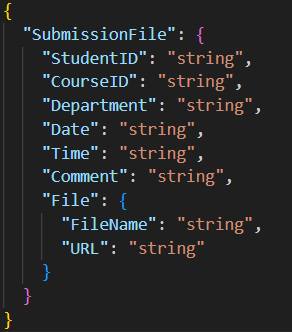 {
  "SubmissionFile": {
    "StudentID": "string",
    "CourseID": "string",
    "Department": "string",
    "Date": "string",
    "Time": "string",
    "Comment": "string",
    "File": {
      "FileName": "string",
      "URL": "string"
    }
  }
}